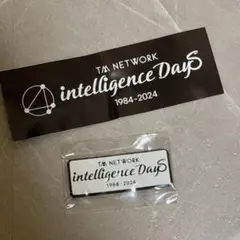 TM NETWORK
intelligence Days
1984-2024
TM NETWORK
intelligence Days
1984-2024